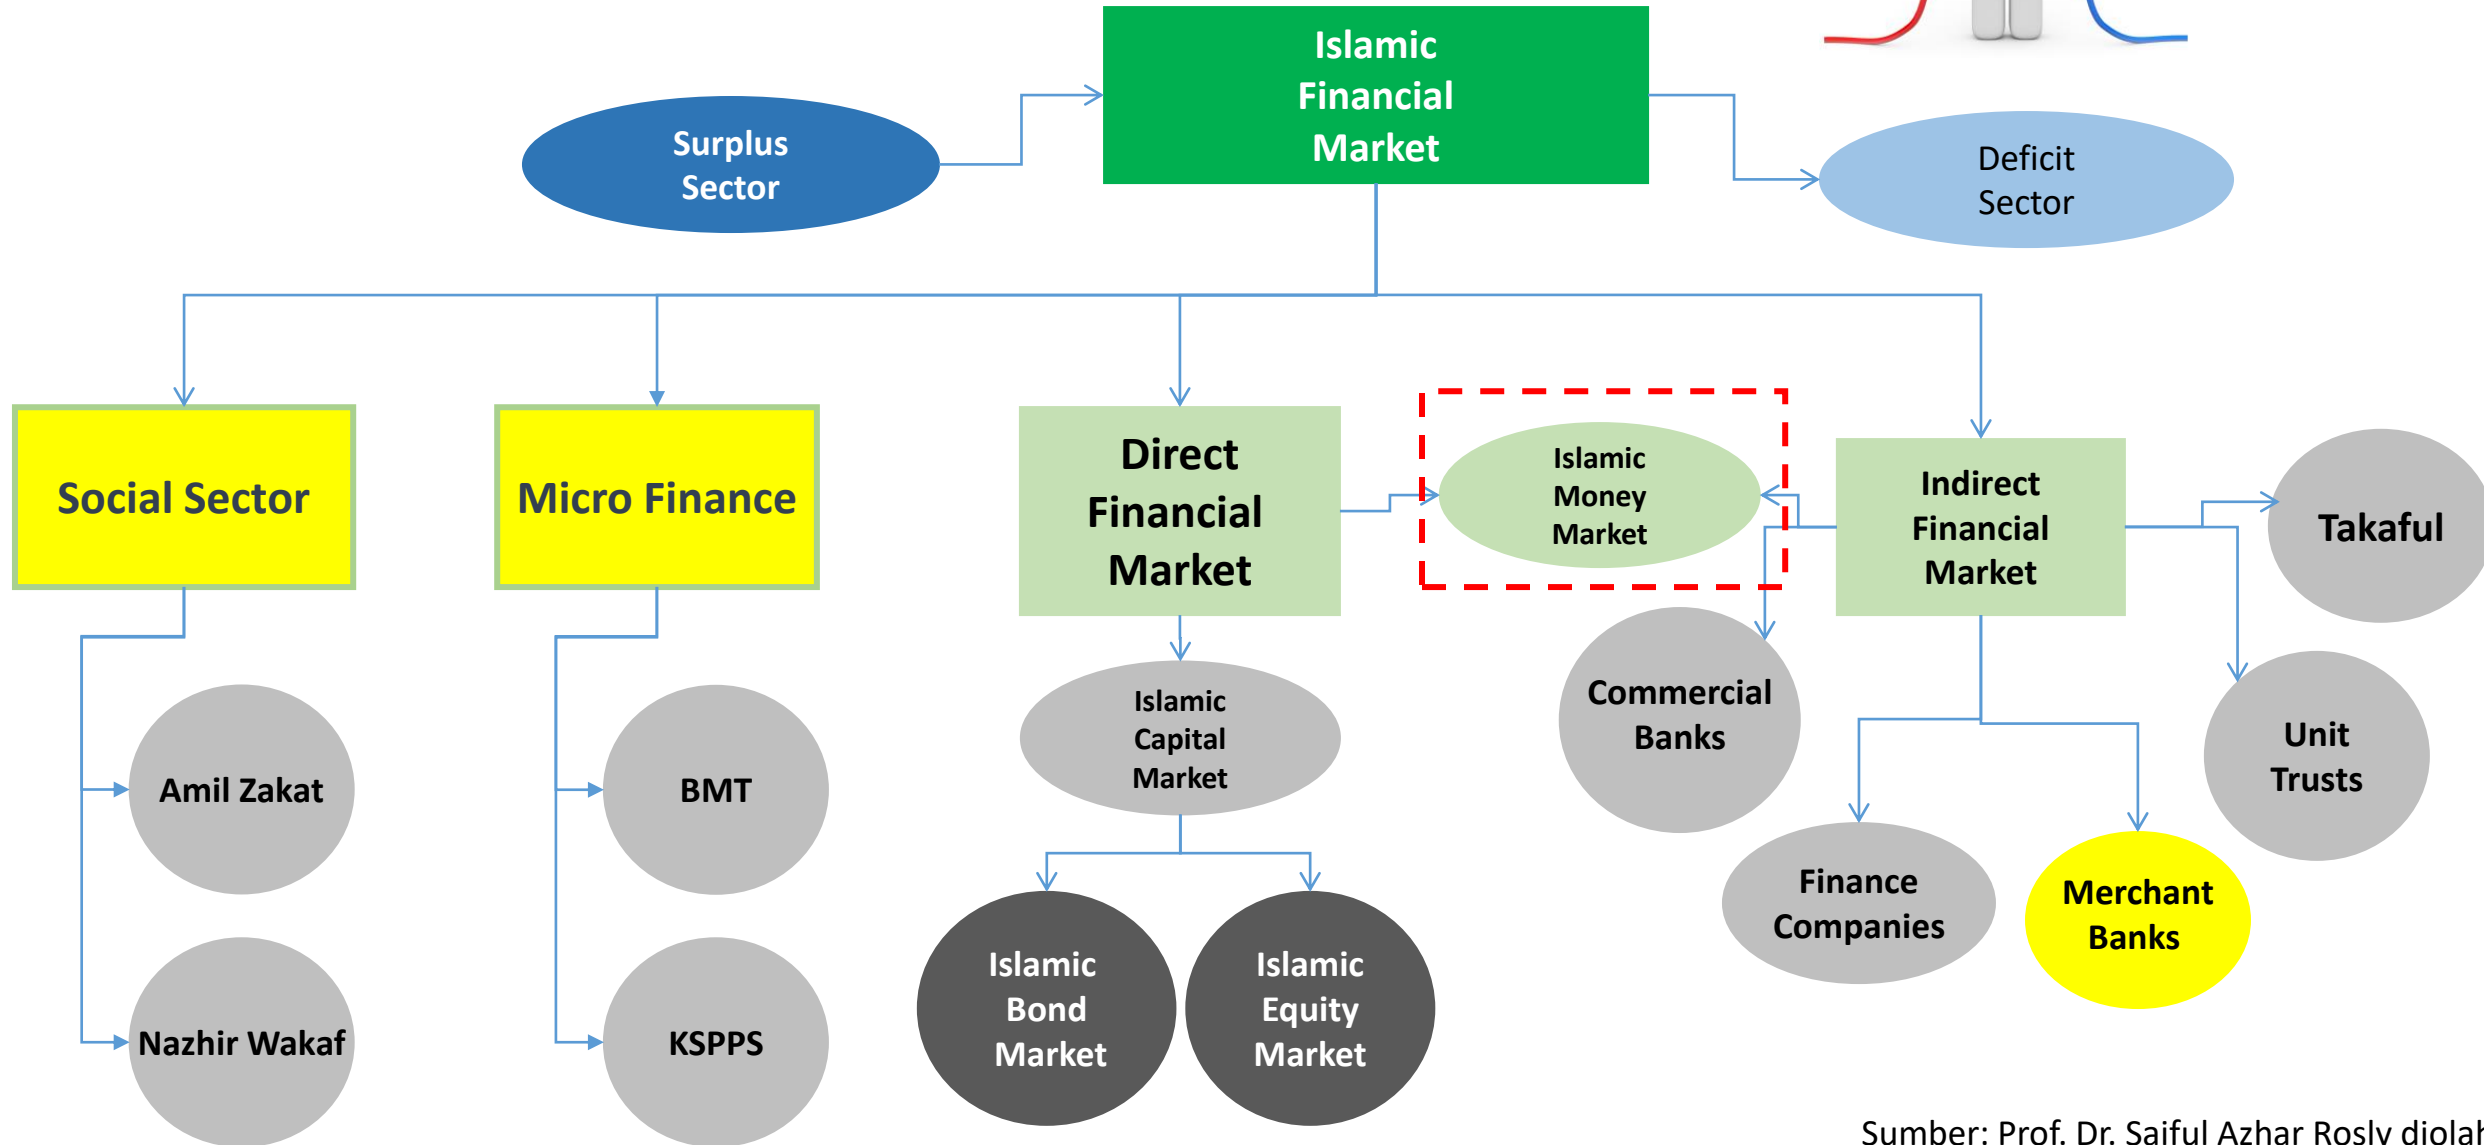 Islamic
Financial
Market
Surplus
Sector
Deficit
Sector
Social Sector
Micro Finance
Direct
Financial
Market
Islamic
Money
Market
Indirect
Financial
Market
Takaful
Amil Zakat
Nazhir Wakaf
BMT
KSPPS
Islamic
Capital
Market
Islamic
Bond
Market
Islamic
Equity
Market
Commercial
Banks
Finance
Companies
Merchant
Banks
Unit
Trusts
Sumber: Prof. Dr. Saiful Azhar Rosly diolah